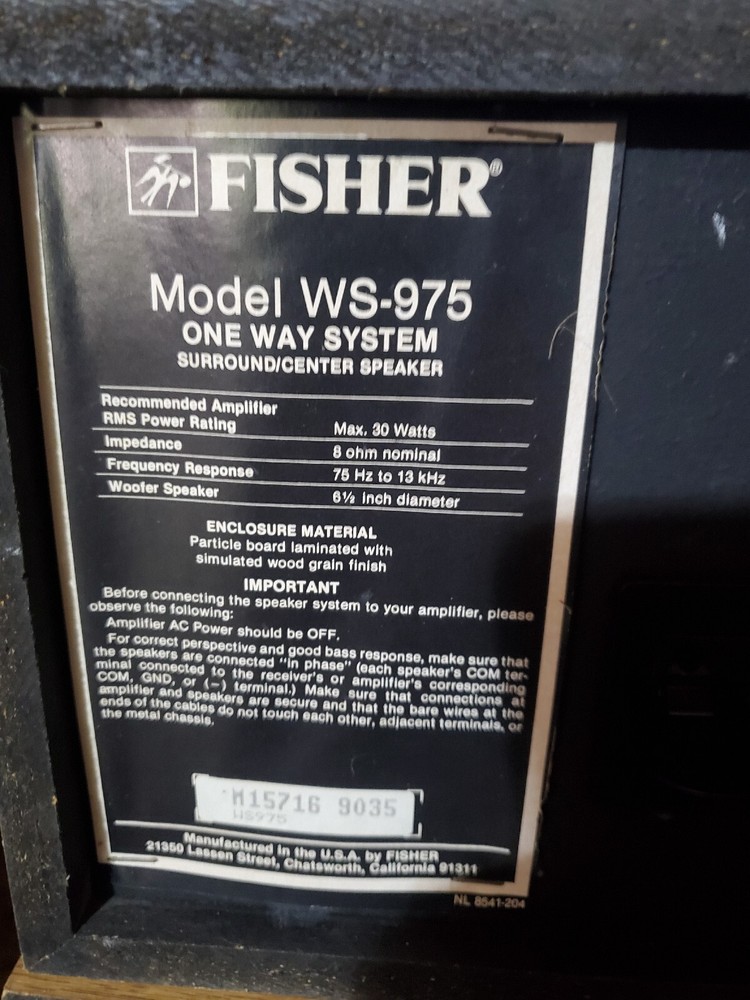 FISHER®
Model WS-975
ONE WAY SYSTEM
SURROUND/CENTER SPEAKER
Recommended Amplifier
RMS Power Rating Max. 30 Watts
Impedance 8 ohm nominal
Frequency Response 75 Hz to 13 kHz
Woofer Speaker 6½ inch diameter
ENCLOSURE MATERIAL
Particle board laminated with
simulated wood grain finish
IMPORTANT
Before connecting the speaker system to your amplifier, please
observe the following:
Amplifier AC Power should be OFF.
For correct perspective and good bass response, make sure that
the speakers are connected "in phase" (each speaker's COM ter-
minal connected to the receiver's or amplifier's corresponding
COM, GND, or (−) terminal.) Make sure that connections at
amplifier and speakers are secure and that the bare wires at the
ends of the cables do not touch each other, adjacent terminals, or
the metal chassis.
M15716 9035
WS975
Manufactured in the U.S.A. by FISHER
21350 Lassen Street, Chatsworth, California 91311
NL 8541-204